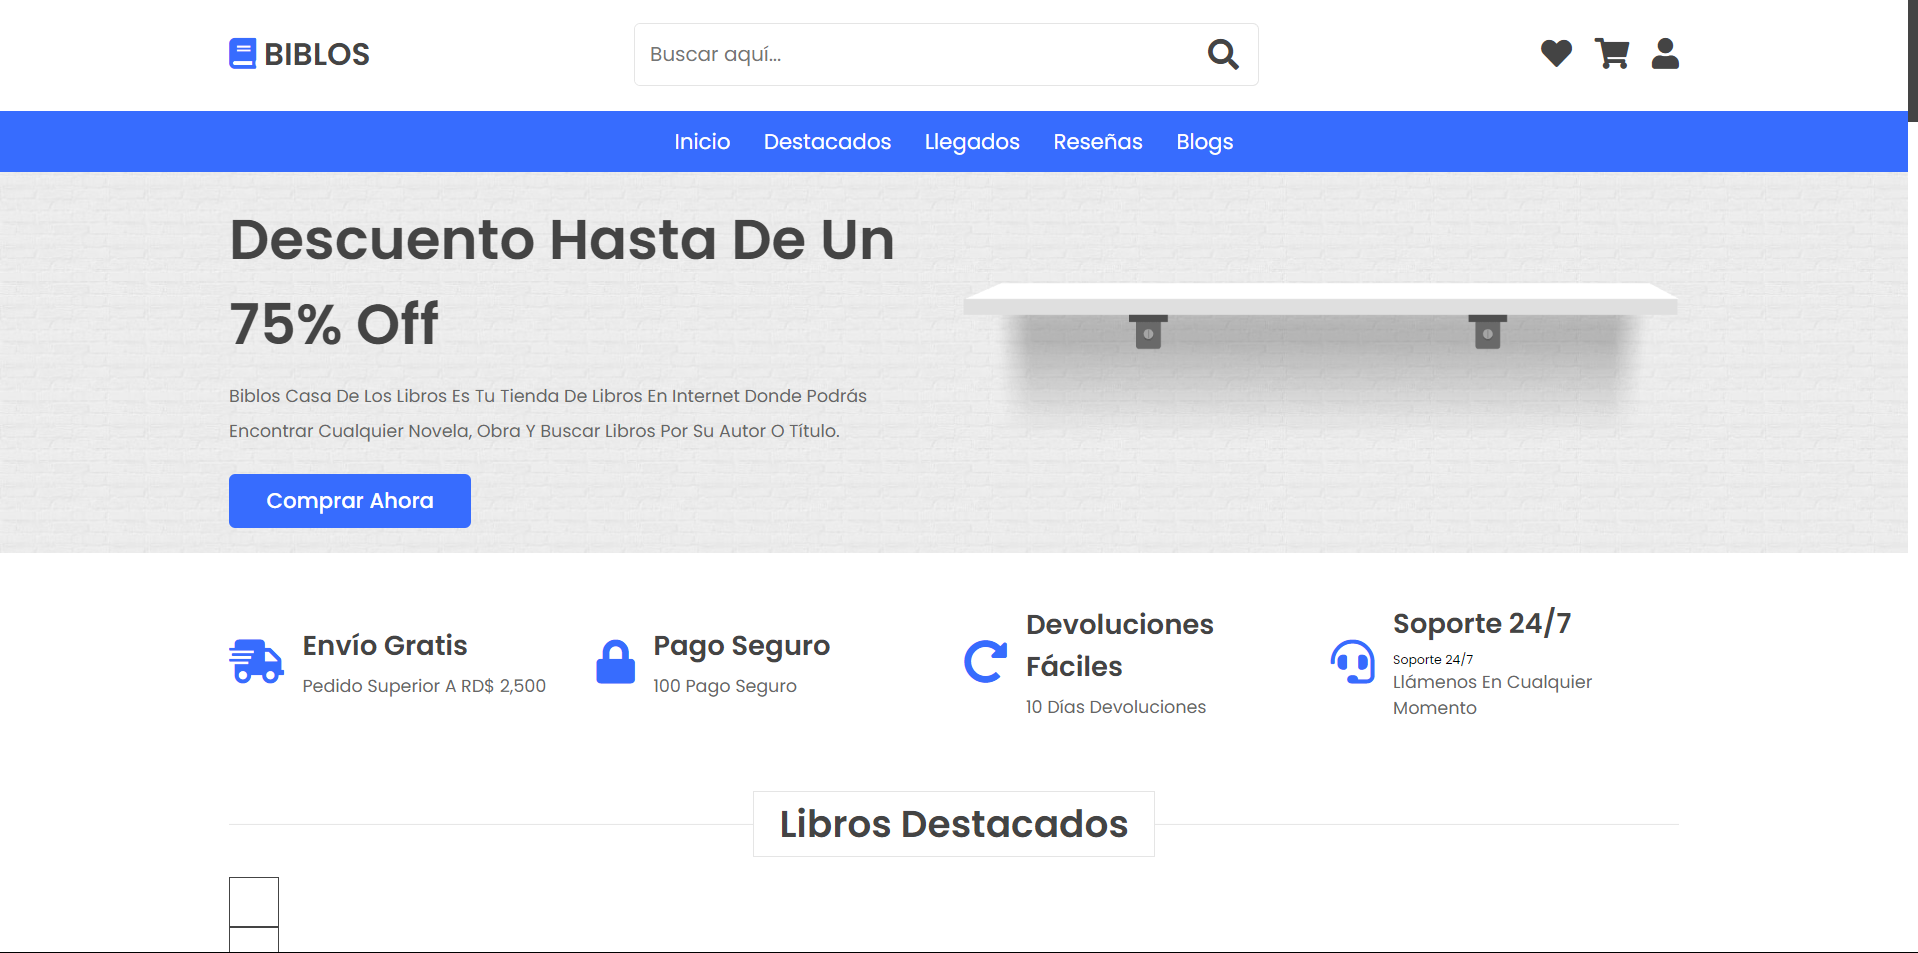 BIBLOS
Buscar aquí...
Inicio Destacados Llegados Reseñas Blogs
Descuento Hasta De Un
75% Off
Biblos Casa De Los Libros Es Tu Tienda De Libros En Internet Donde Podrás
Encontrar Cualquier Novela, Obra Y Buscar Libros Por Su Autor O Título.
Comprar Ahora
Envío Gratis
Pedido Superior A RD$ 2,500
Pago Seguro
100 Pago Seguro
Devoluciones
Fáciles
10 Días Devoluciones
Soporte 24/7
Soporte 24/7
Llámenos En Cualquier
Momento
Libros Destacados